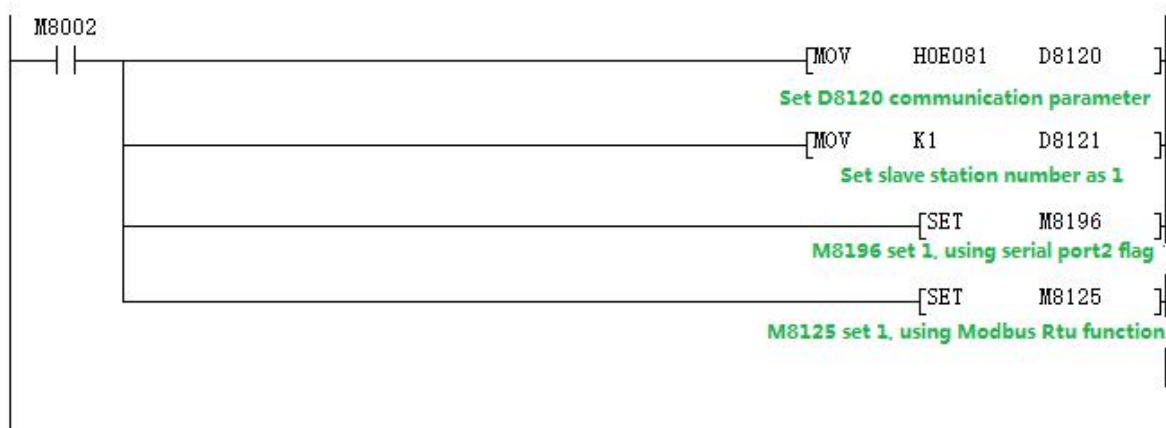 M8002
[MOV H0E081 D8120 ]
Set D8120 communication parameter
[MOV K1 D8121 ]
Set slave station number as 1
[SET M8196 ]
M8196 set 1, using serial port2 flag
[SET M8125 ]
M8125 set 1, using Modbus Rtu function